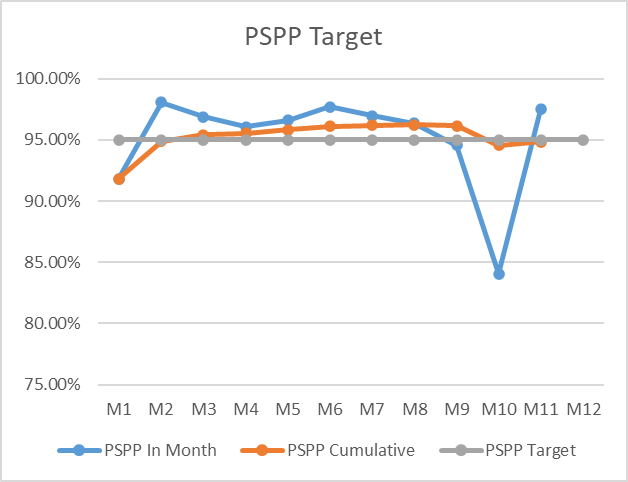 PSPP Target
100.00%
95.00%
90.00%
85.00%
80.00%
75.00%
M1 M2 M3 M4 M5 M6 M7 M8 M9 M10 M11 M12
PSPP In Month PSPP Cumulative PSPP Target